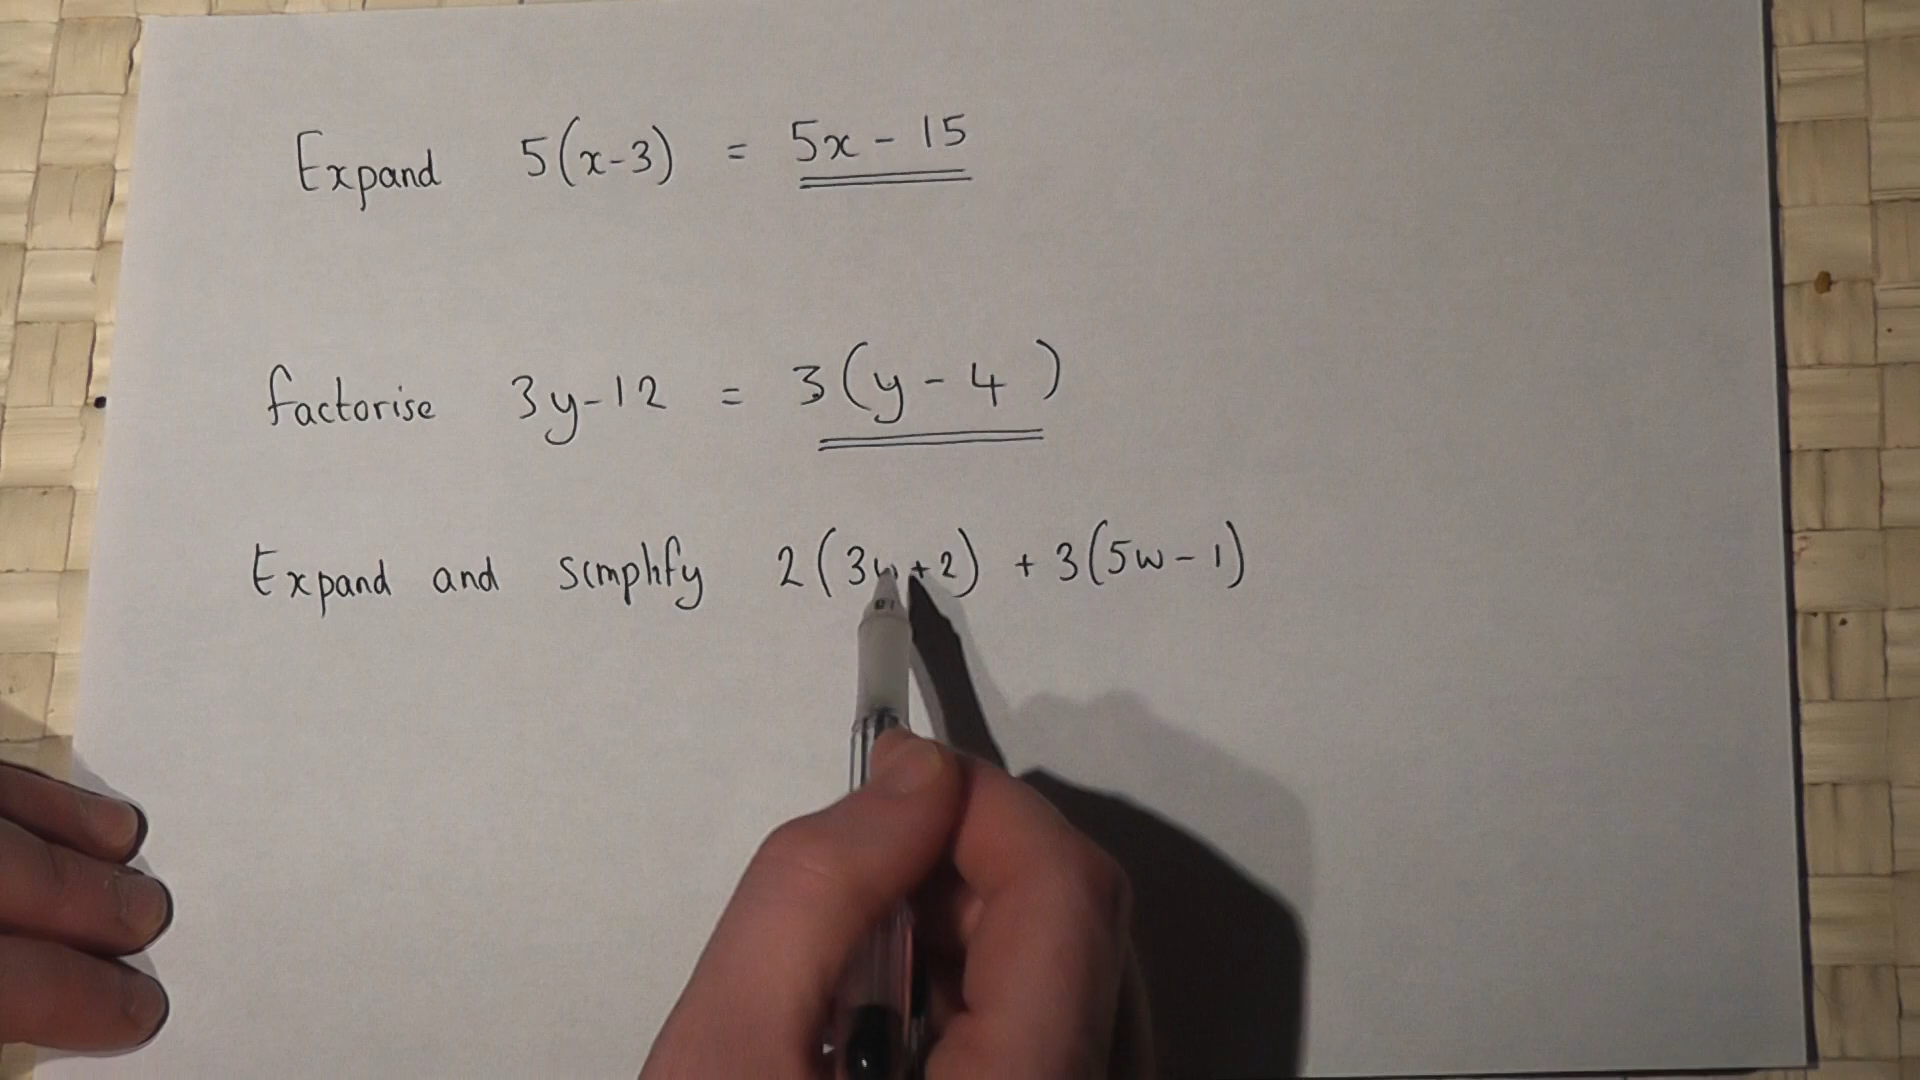 Expand 5(x-3) = 5x - 15
factorise 3y-12 = 3(y - 4)
Expand and simplify 2(3w+2) + 3(5w-1)